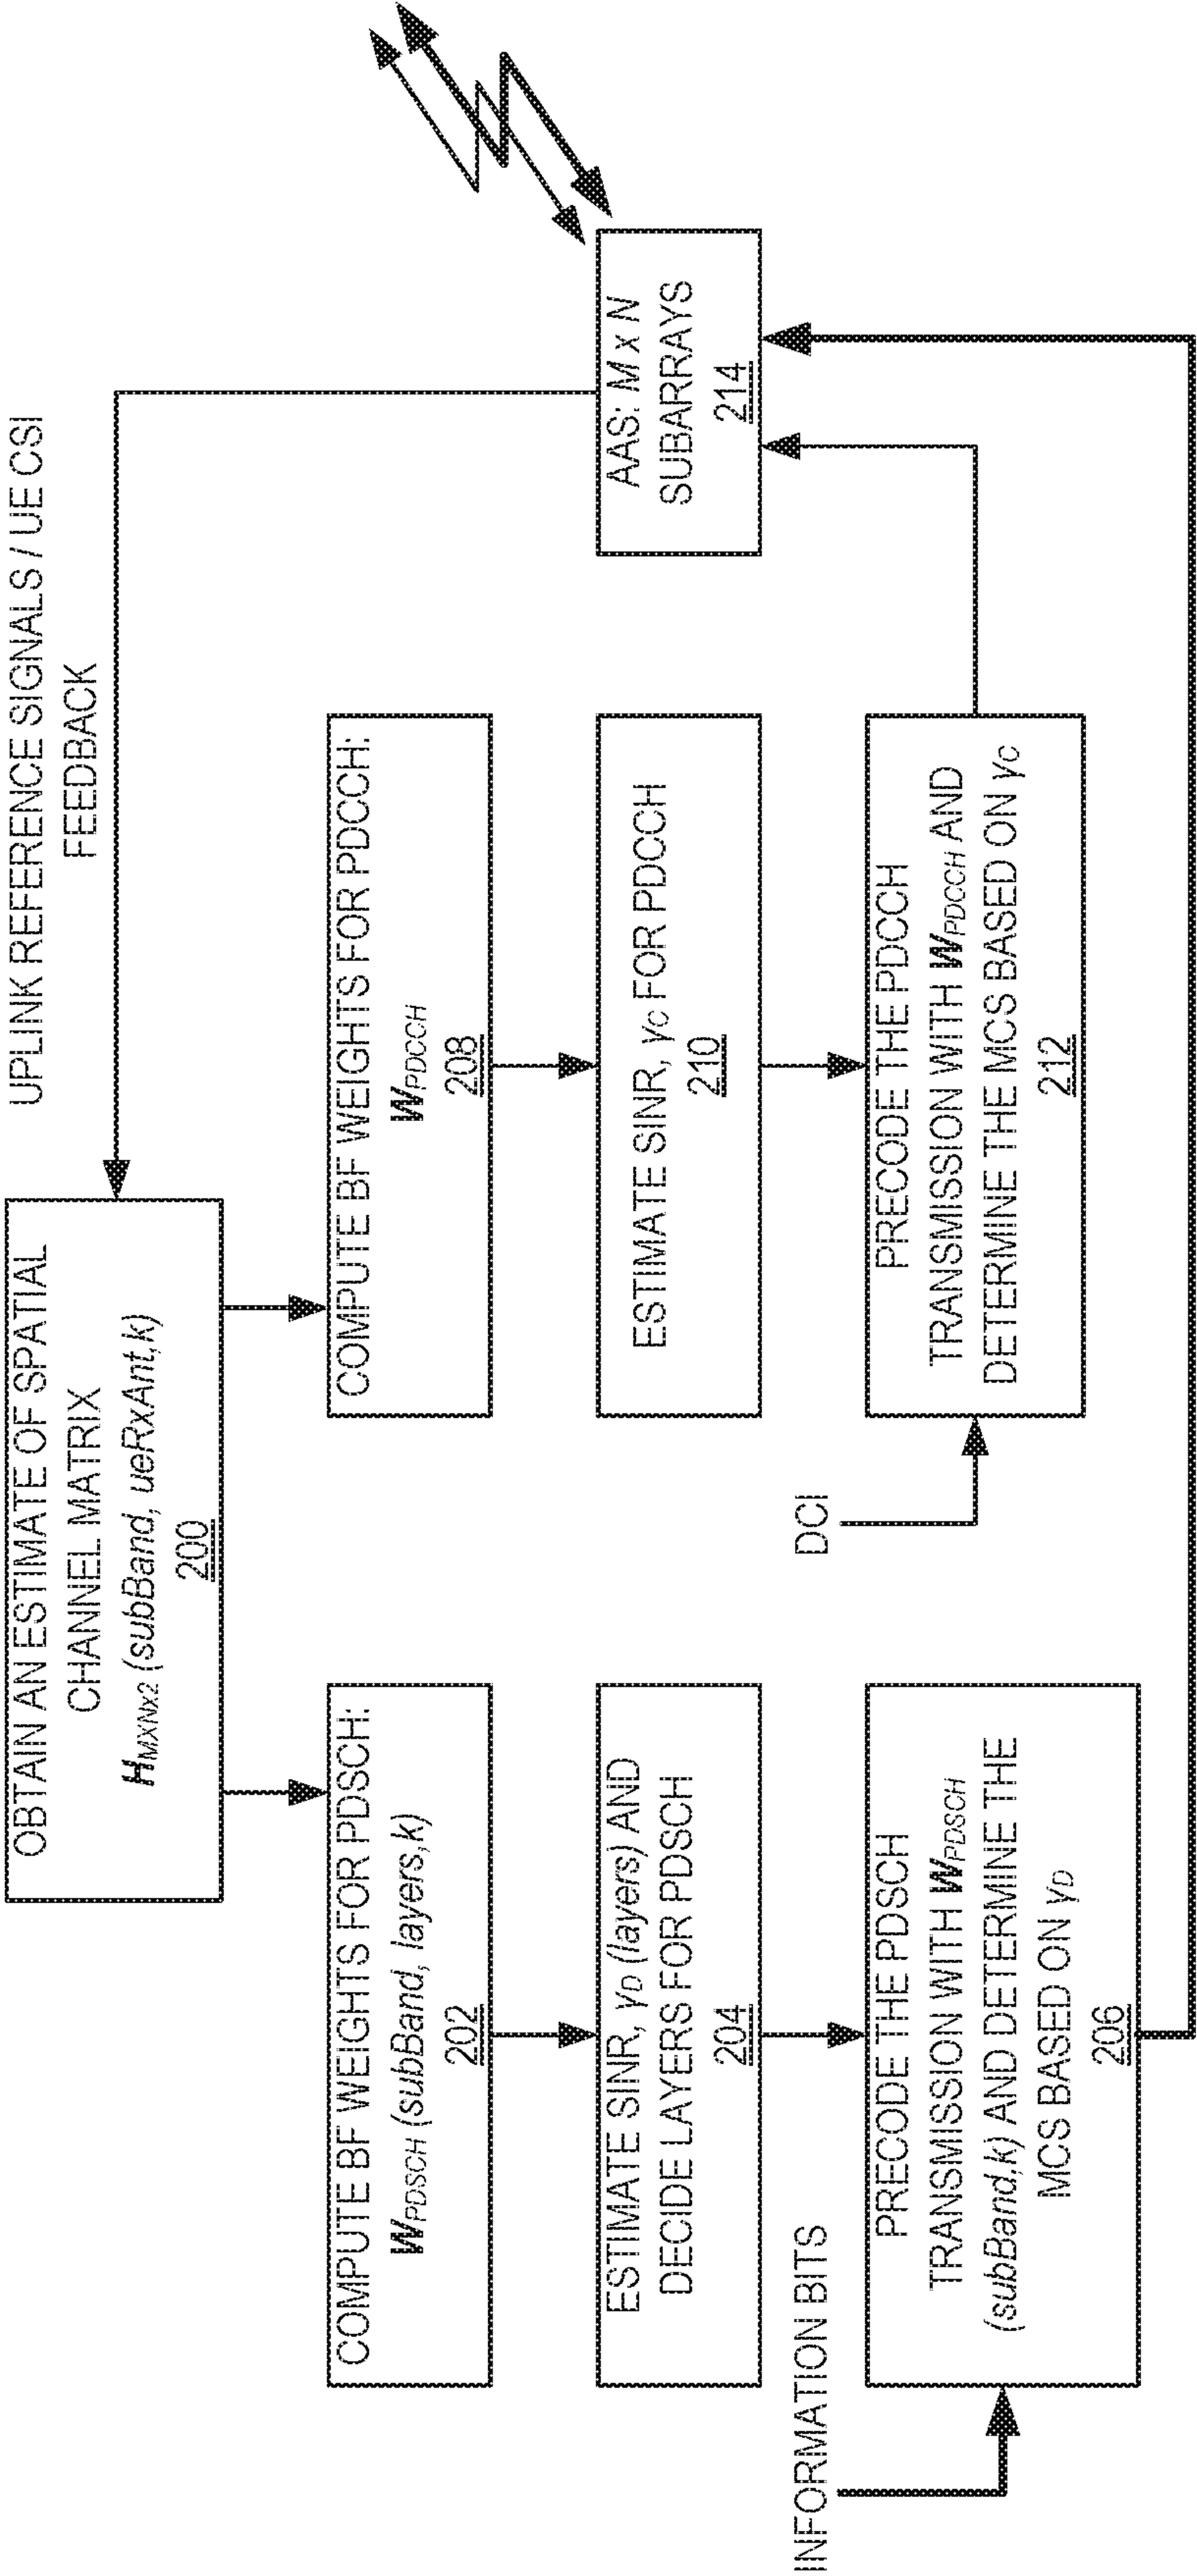 UPLINK REFERENCE SIGNALS / UE CSI
FEEDBACK
OBTAIN AN ESTIMATE OF SPATIAL
CHANNEL MATRIX
HMXNx2 (subBand, ueRxAnt,k)
200
COMPUTE BF WEIGHTS FOR PDSCH:
WPDSCH (subBand, layers,k)
202
ESTIMATE SINR, γD (layers) AND
DECIDE LAYERS FOR PDSCH
204
INFORMATION BITS
PRECODE THE PDSCH
TRANSMISSION WITH WPDSCH
(subBand,k) AND DETERMINE THE
MCS BASED ON γD
206
COMPUTE BF WEIGHTS FOR PDCCH:
WPDCCH
208
ESTIMATE SINR, γC FOR PDCCH
210
DCI
PRECODE THE PDCCH
TRANSMISSION WITH WPDCCH AND
DETERMINE THE MCS BASED ON γC
212
AAS: M x N
SUBARRAYS
214